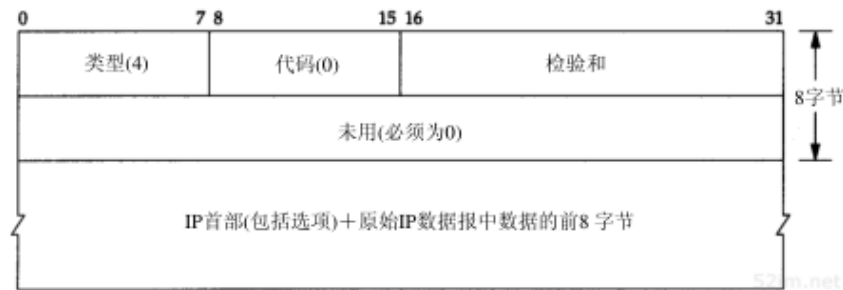 0 7 8 15 16 31
类型(4) 代码(0) 检验和
8字节
未用(必须为0)
IP首部(包括选项)+原始IP数据报中数据的前8 字节
52im.net